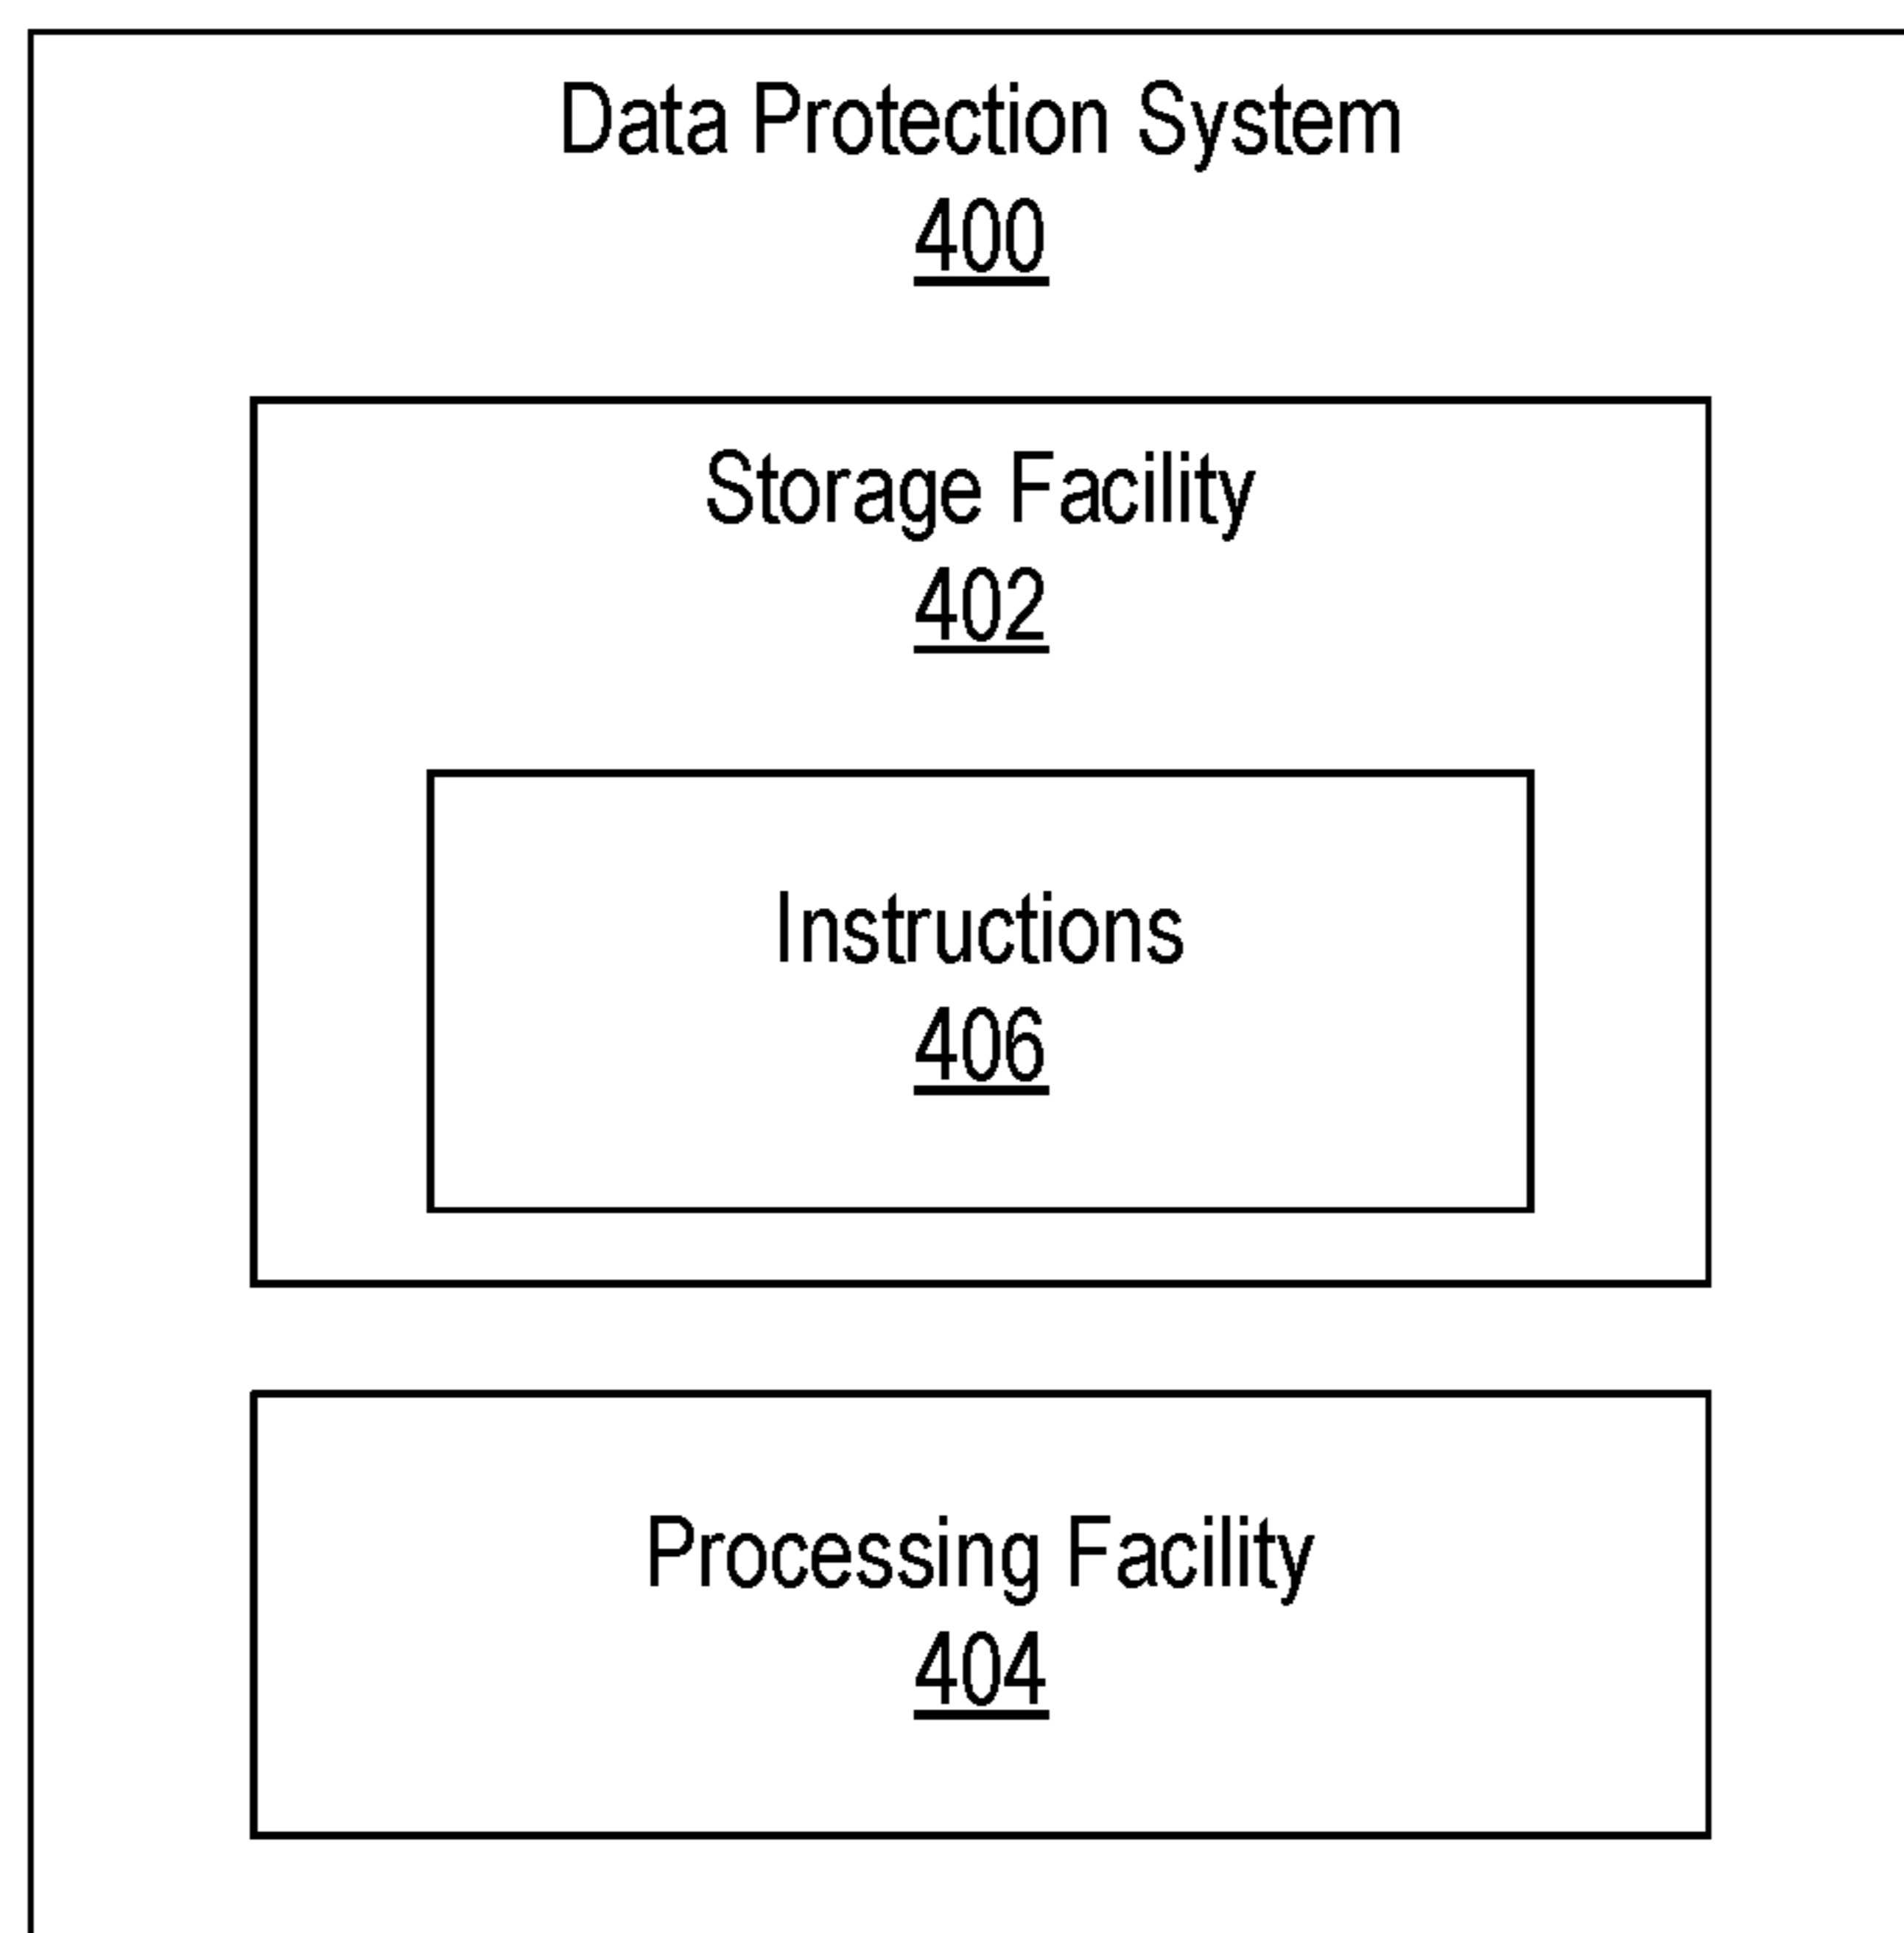 Data Protection System
400
Storage Facility
402
Instructions
406
Processing Facility
404